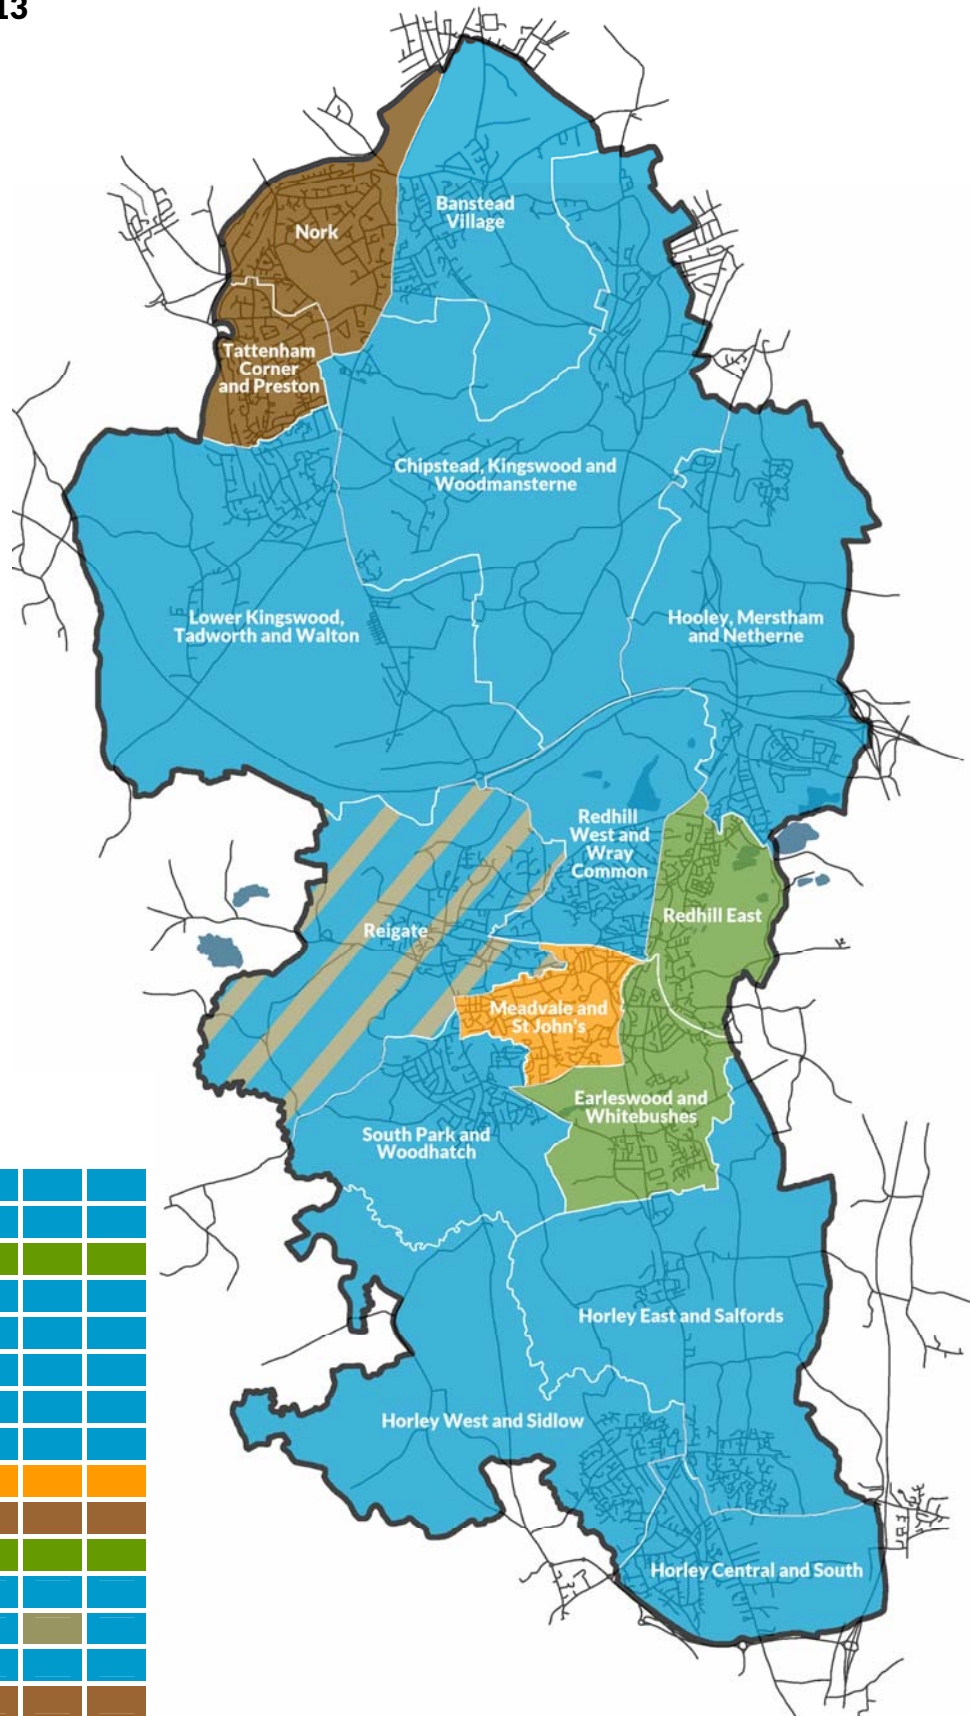 13
Banstead
Village
Nork
Tattenham
Corner
and Preston
Chipstead, Kingswood and
Woodmansterne
Lower Kingswood,
Tadworth and Walton
Hooley, Merstham
and Netherne
Redhill
West and
Wray
Common
Redhill East
Reigate
Meadvale and
St John's
Earleswood and
Whitebushes
South Park and
Woodhatch
Horley East and Salfords
Horley West and Sidlow
Horley Central and South